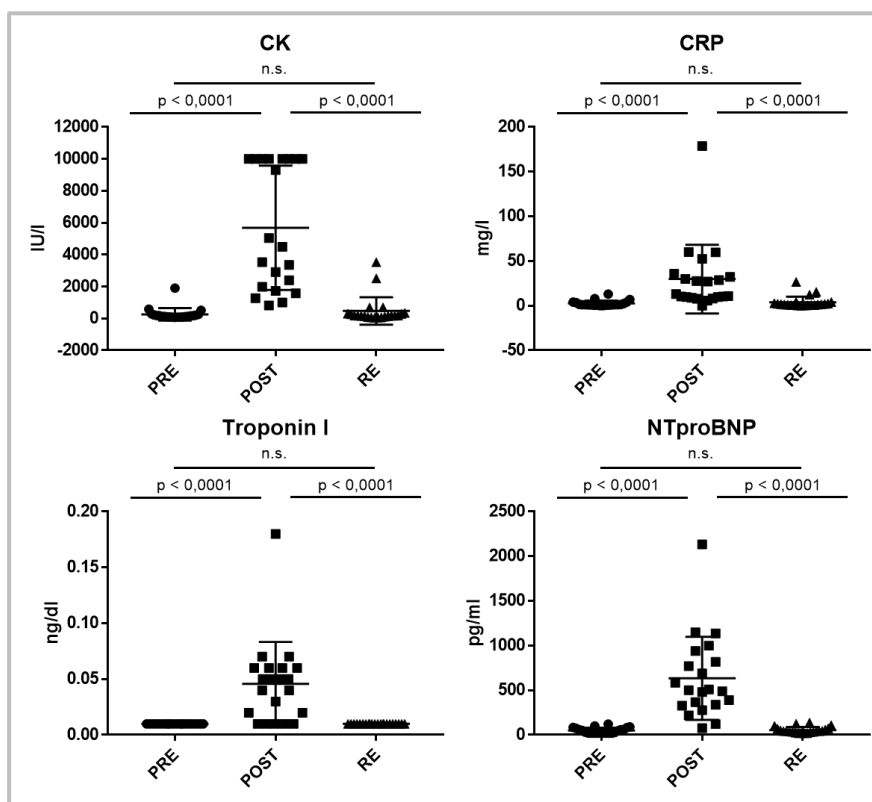 CK
n.s.
p < 0,0001 p < 0,0001
12000
10000
8000
6000
4000
2000
0
-2000
IU/l
PRE POST RE
CRP
n.s.
p < 0,0001 p < 0,0001
200
150
100
50
0
-50
mg/l
PRE POST RE
Troponin I
n.s.
p < 0,0001 p < 0,0001
0.20
0.15
0.10
0.05
0.00
ng/dl
PRE POST RE
NTproBNP
n.s.
p < 0,0001 p < 0,0001
2500
2000
1500
1000
500
0
pg/ml
PRE POST RE